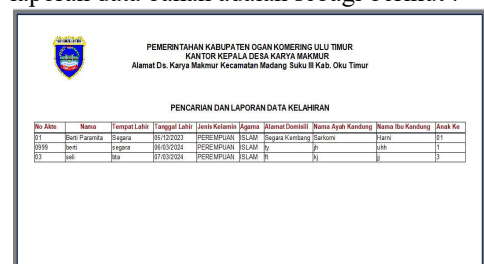 laporan data bahan adalah sebagi berikut :
PEMERINTAHAN KABUPATEN OGAN KOMERING ULU TIMUR
KANTOR KEPALA DESA KARYA MAKMUR
Alamat Ds. Karya Makmur Kecamatan Madang Suku III Kab. Oku Timur
PENCARIAN DAN LAPORAN DATA KELAHIRAN
No Akte Nama Tempat Lahir Tanggal Lahir Jenis Kelamin Agama Alamat Domisili Nama Ayah Kandung Nama Ibu Kandung Anak Ke
01 Berti Paramita Segara 05/12/2023 PEREMPUAN ISLAM Segara Kembang Sarkomi Harni 01
0999 berti segara 06/03/2024 PEREMPUAN ISLAM ty jh uhh 1
03 seli bta 07/03/2024 PEREMPUAN ISLAM ft kj jj 3